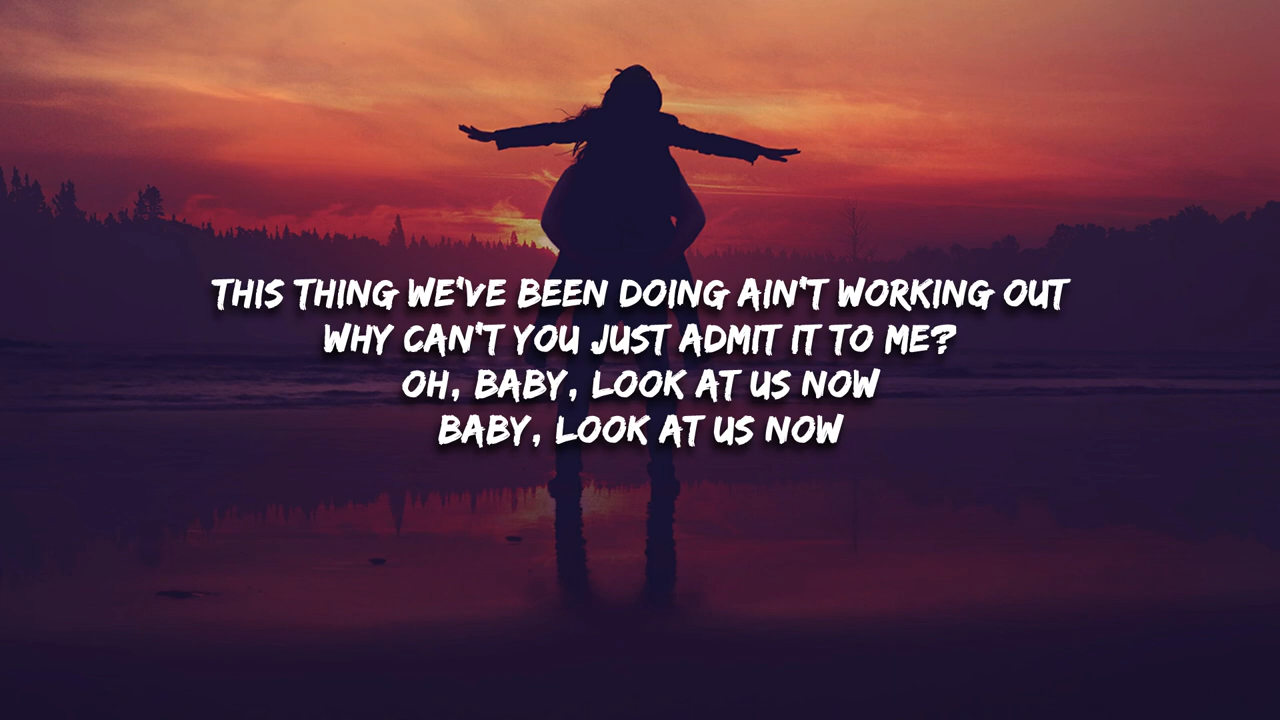 THIS THING WE'VE BEEN DOING AIN'T WORKING OUT
WHY CAN'T YOU JUST ADMIT IT TO ME?
OH, BABY, LOOK AT US NOW
BABY, LOOK AT US NOW